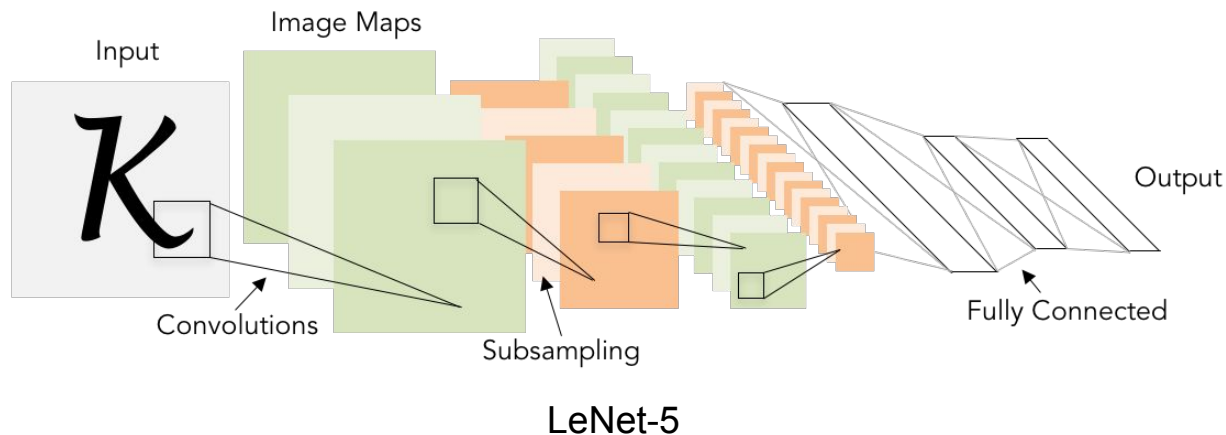 Image Maps
Input
K
Output
Convolutions
Subsampling
Fully Connected
LeNet-5